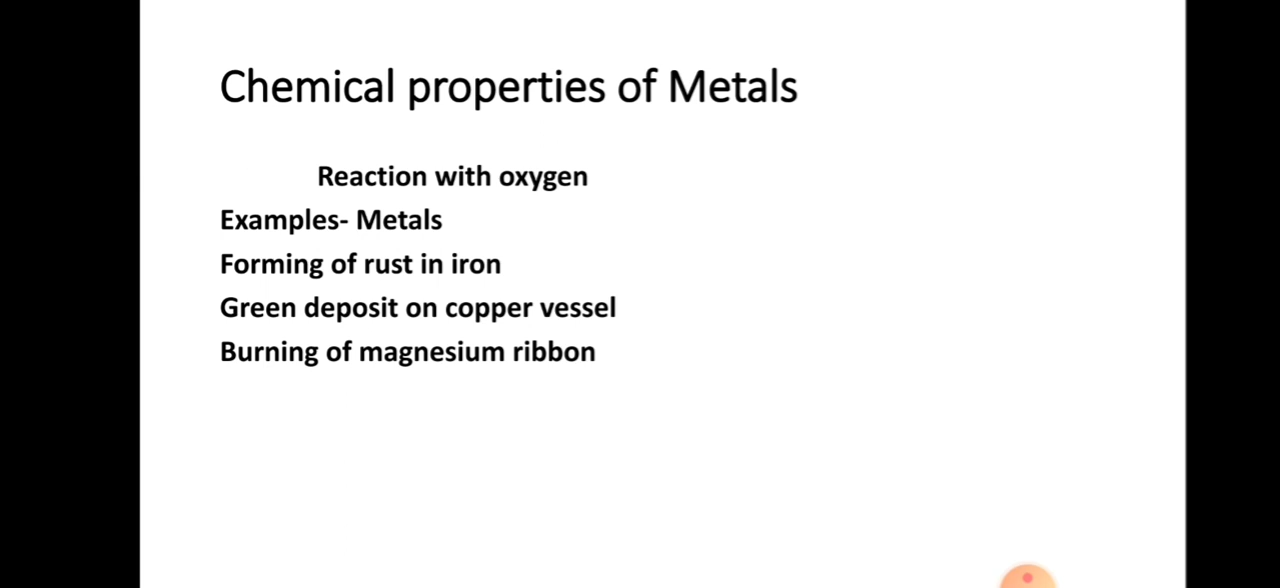 Chemical properties of Metals
Reaction with oxygen
Examples- Metals
Forming of rust in iron
Green deposit on copper vessel
Burning of magnesium ribbon